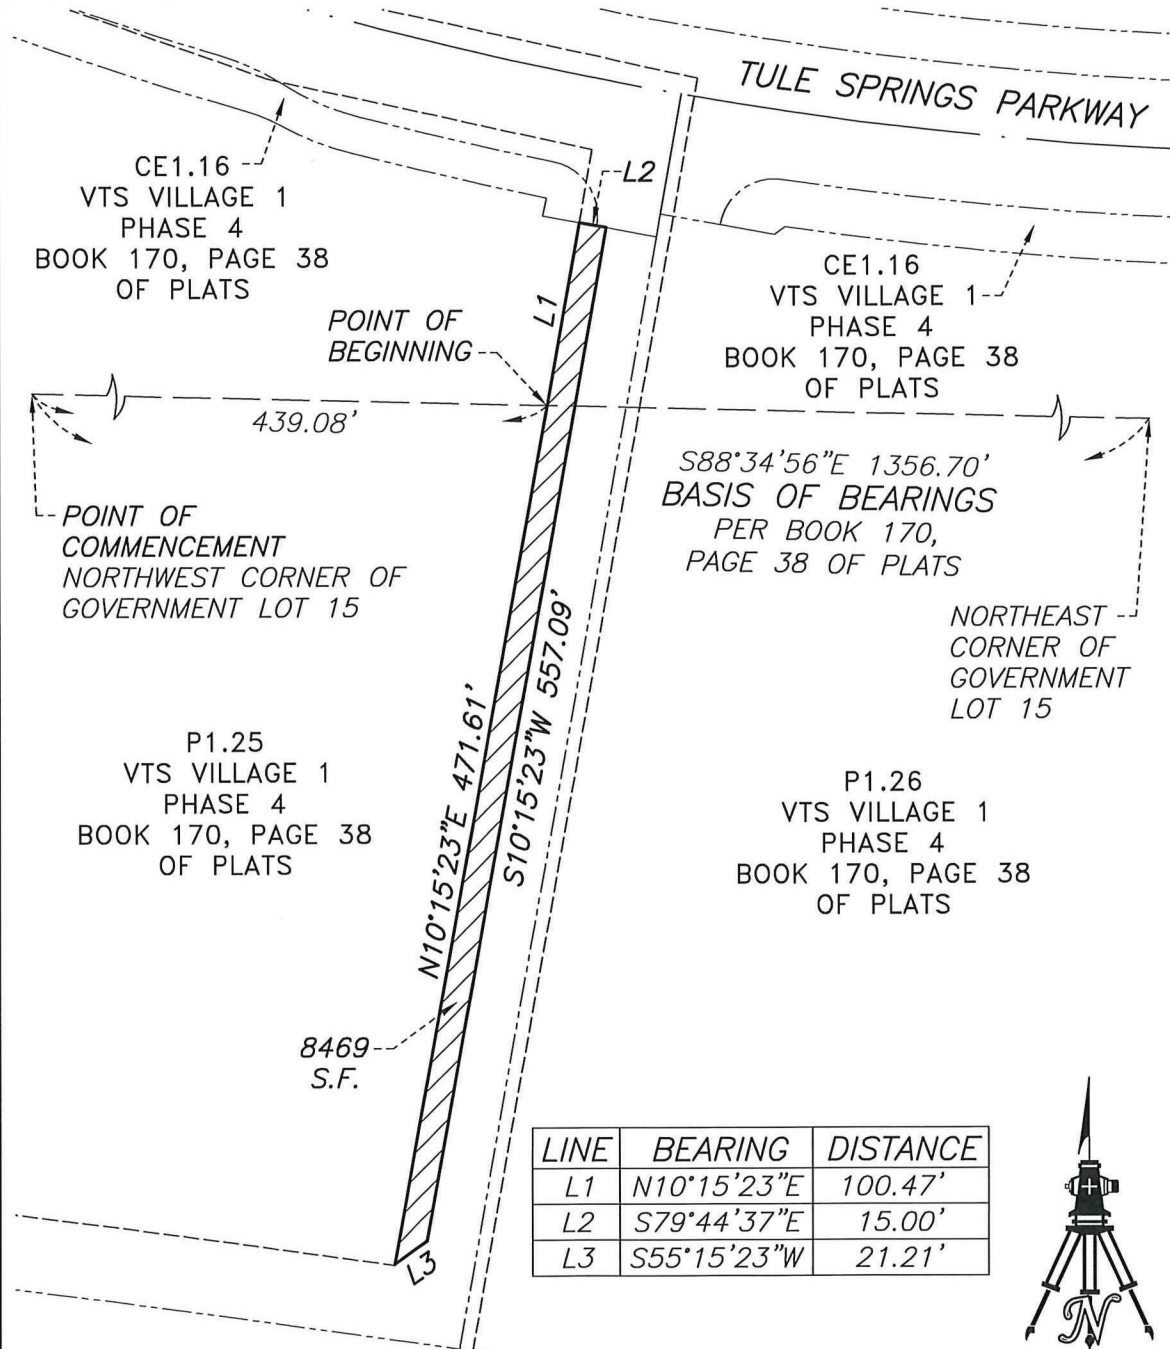 TULE SPRINGS PARKWAY
CE1.16
VTS VILLAGE 1
PHASE 4
BOOK 170, PAGE 38
OF PLATS
L2
CE1.16
VTS VILLAGE 1
PHASE 4
BOOK 170, PAGE 38
OF PLATS
L1
POINT OF
BEGINNING
439.08'
S88°34'56"E 1356.70'
BASIS OF BEARINGS
PER BOOK 170,
PAGE 38 OF PLATS
POINT OF
COMMENCEMENT
NORTHWEST CORNER OF
GOVERNMENT LOT 15
NORTHEAST
CORNER OF
GOVERNMENT
LOT 15
N10°15'23"E 471.61'
S10°15'23"W 557.09'
P1.25
VTS VILLAGE 1
PHASE 4
BOOK 170, PAGE 38
OF PLATS
P1.26
VTS VILLAGE 1
PHASE 4
BOOK 170, PAGE 38
OF PLATS
8469
S.F.
L3
LINE BEARING DISTANCE
L1 N10°15'23"E 100.47'
L2 S79°44'37"E 15.00'
L3 S55°15'23"W 21.21'
N